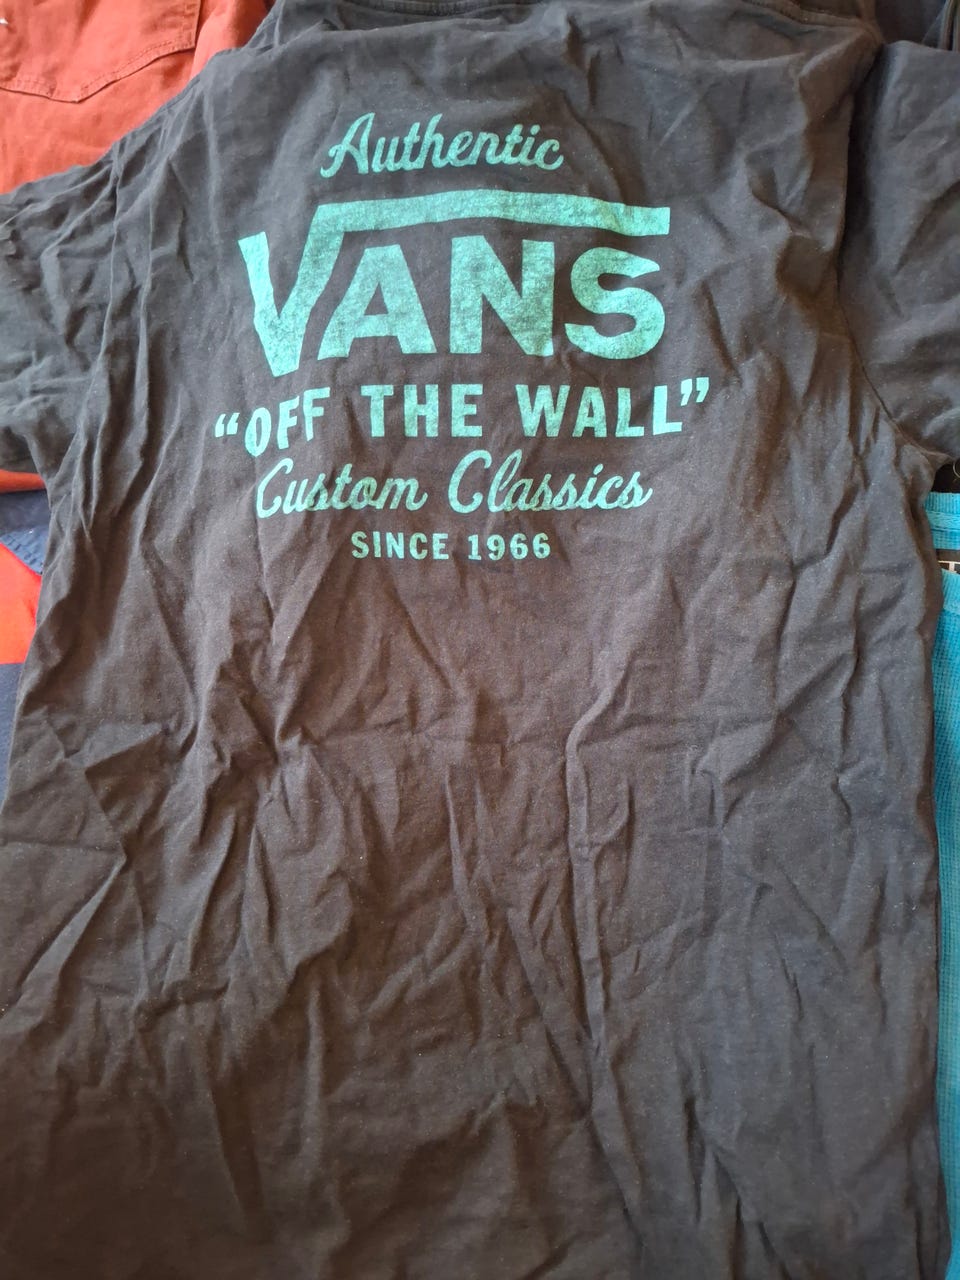 Authentic
VANS
“OFF THE WALL”
Custom Classics
SINCE 1966